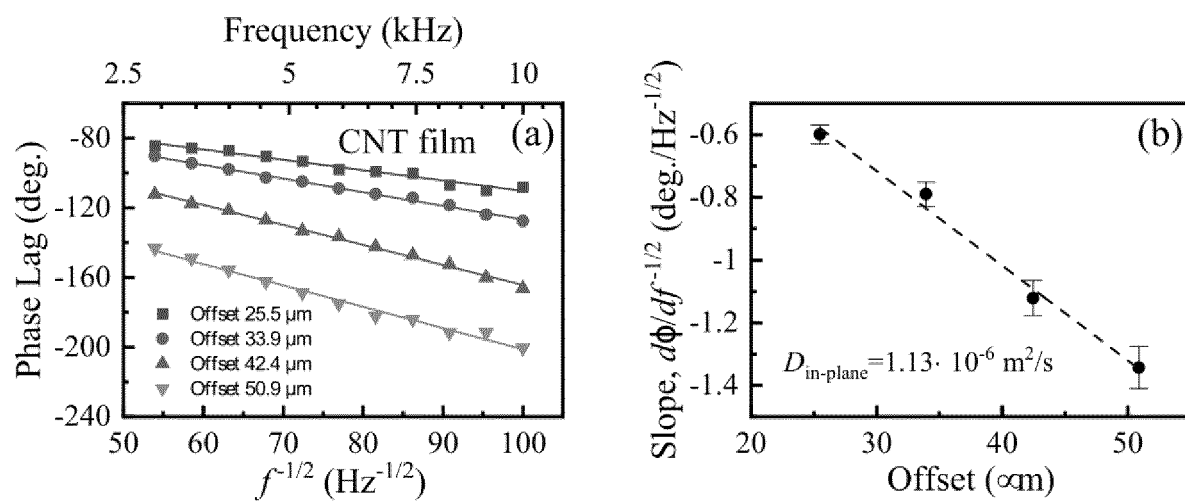 Frequency (kHz)
2.5 5 7.5 10
(a)
CNT film
-80
-120
-160
-200
-240
Phase Lag (deg.)
Offset 25.5 µm
Offset 33.9 µm
Offset 42.4 µm
Offset 50.9 µm
50 60 70 80 90 100
f^-1/2 (Hz^-1/2)
(b)
-0.6
-0.8
-1
-1.2
-1.4
Slope, dϕ/df^-1/2 (deg./Hz^-1/2)
D_in-plane=1.13· 10^-6 m^2/s
20 30 40 50
Offset (∝m)